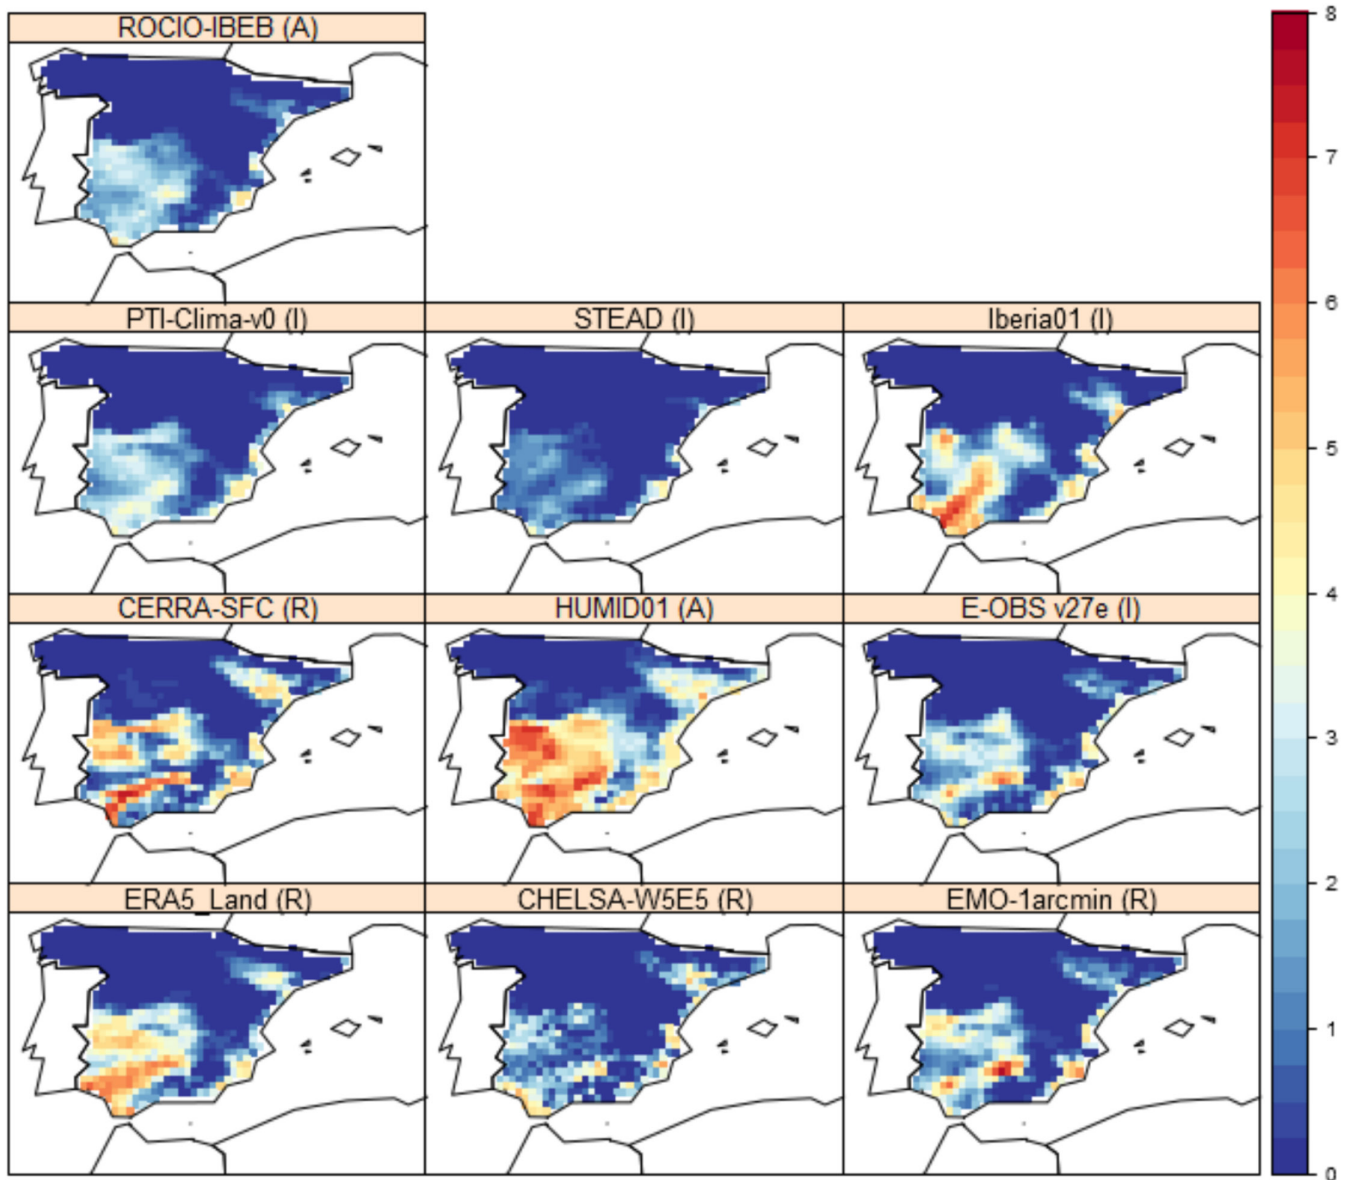 ROCIO-IBEB (A)
PTI-Clima-v0 (I)
STEAD (I)
Iberia01 (I)
CERRA-SFC (R)
HUMID01 (A)
E-OBS v27e (I)
ERA5_Land (R)
CHELSA-W5E5 (R)
EMO-1arcmin (R)
8
7
6
5
4
3
2
1
0